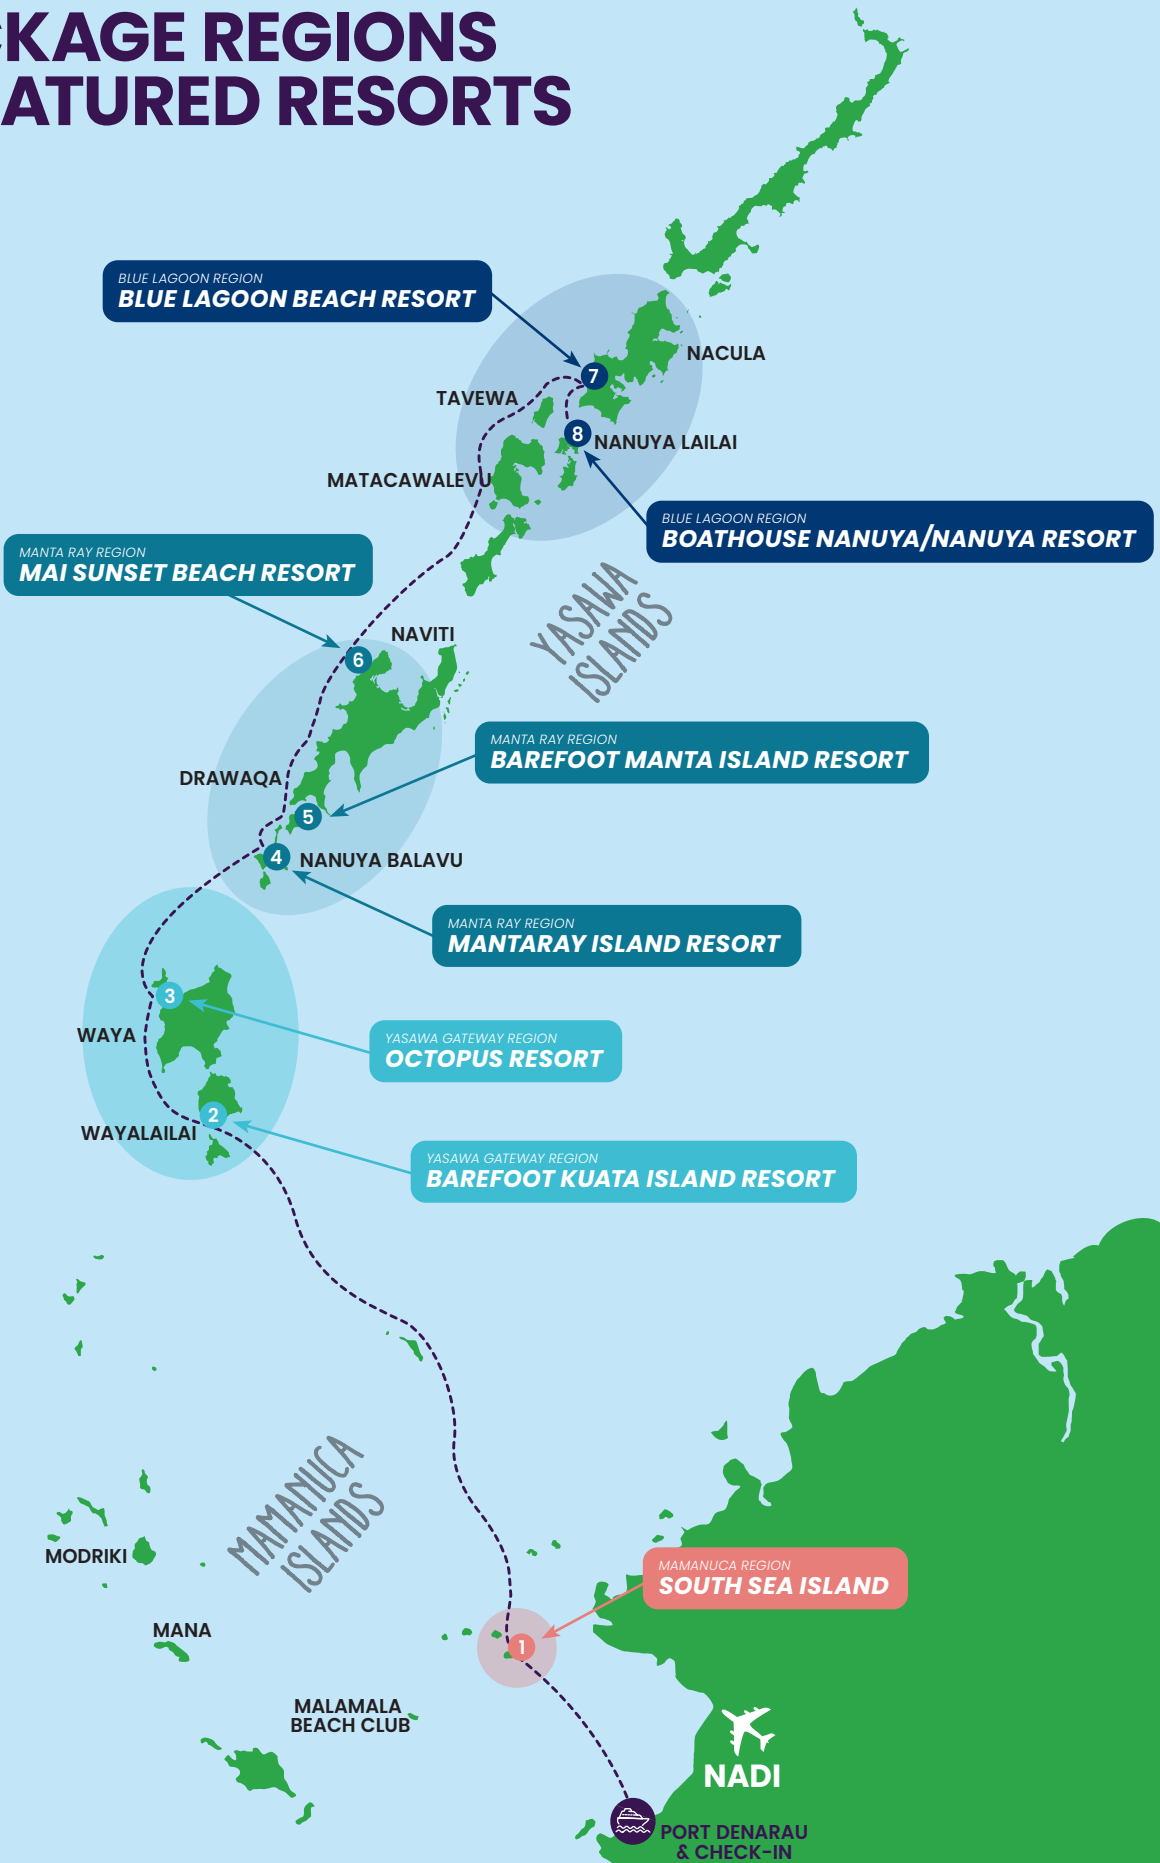 CKAGE REGIONS
ATURED RESORTS
BLUE LAGOON REGION
BLUE LAGOON BEACH RESORT
NACULA
7
TAVEWA
8
NANUYA LAILAI
MATACAWALEVU
BLUE LAGOON REGION
BOATHOUSE NANUYA/NANUYA RESORT
MANTA RAY REGION
MAI SUNSET BEACH RESORT
YASAWA
ISLANDS
NAVITI
6
MANTA RAY REGION
BAREFOOT MANTA ISLAND RESORT
DRAWAQA
5
4
NANUYA BALAVU
MANTA RAY REGION
MANTARAY ISLAND RESORT
3
WAYA
YASAWA GATEWAY REGION
OCTOPUS RESORT
2
WAYALAILAI
YASAWA GATEWAY REGION
BAREFOOT KUATA ISLAND RESORT
MAMANUCA
ISLANDS
MODRIKI
MAMANUCA REGION
SOUTH SEA ISLAND
MANA
1
MALAMALA
BEACH CLUB
NADI
PORT DENARAU
& CHECK-IN